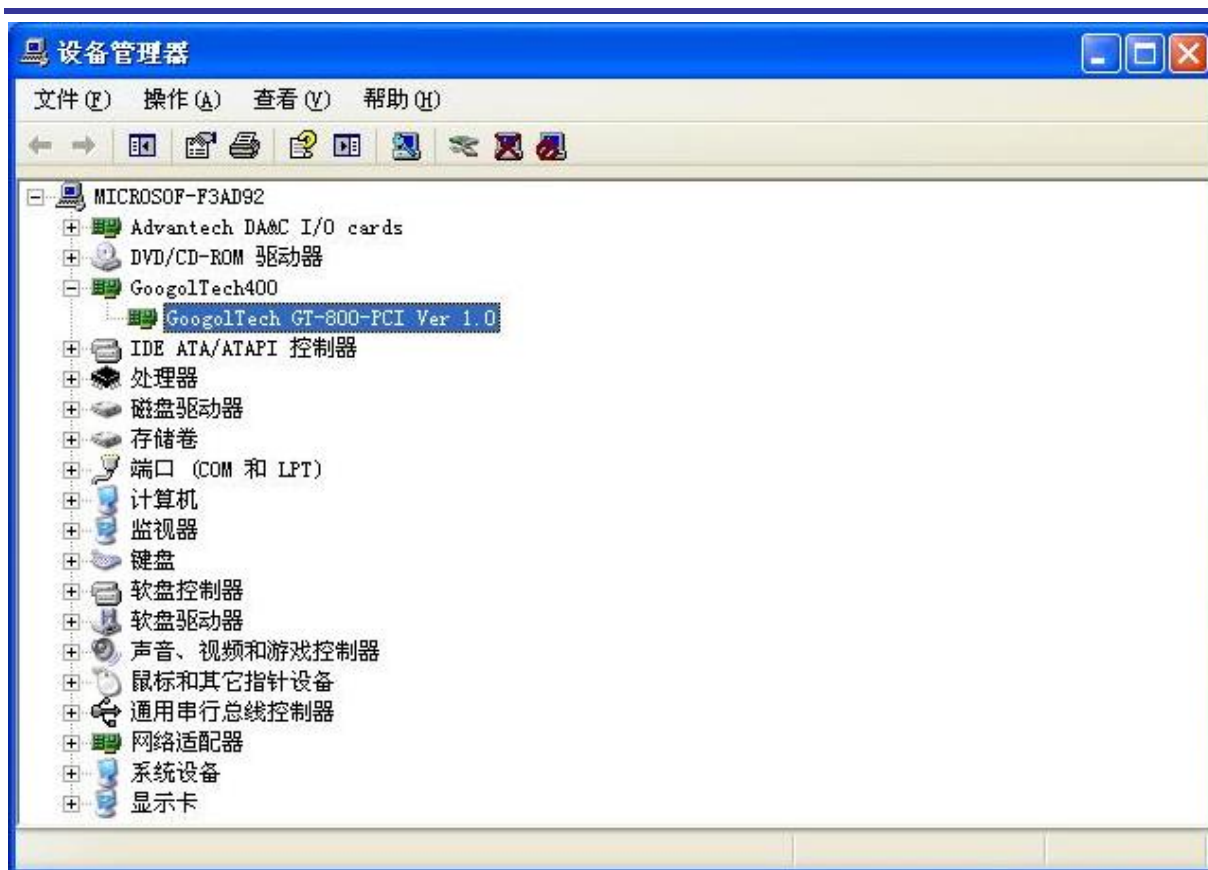 设备管理器
文件(F) 操作(A) 查看(V) 帮助(H)
MICROSOF-F3AD92
Advantech DA&C I/O cards
DVD/CD-ROM 驱动器
GoogolTech400
GoogolTech GT-800-PCI Ver 1.0
IDE ATA/ATAPI 控制器
处理器
磁盘驱动器
存储卷
端口 (COM 和 LPT)
计算机
监视器
键盘
软盘控制器
软盘驱动器
声音、视频和游戏控制器
鼠标和其它指针设备
通用串行总线控制器
网络适配器
系统设备
显示卡